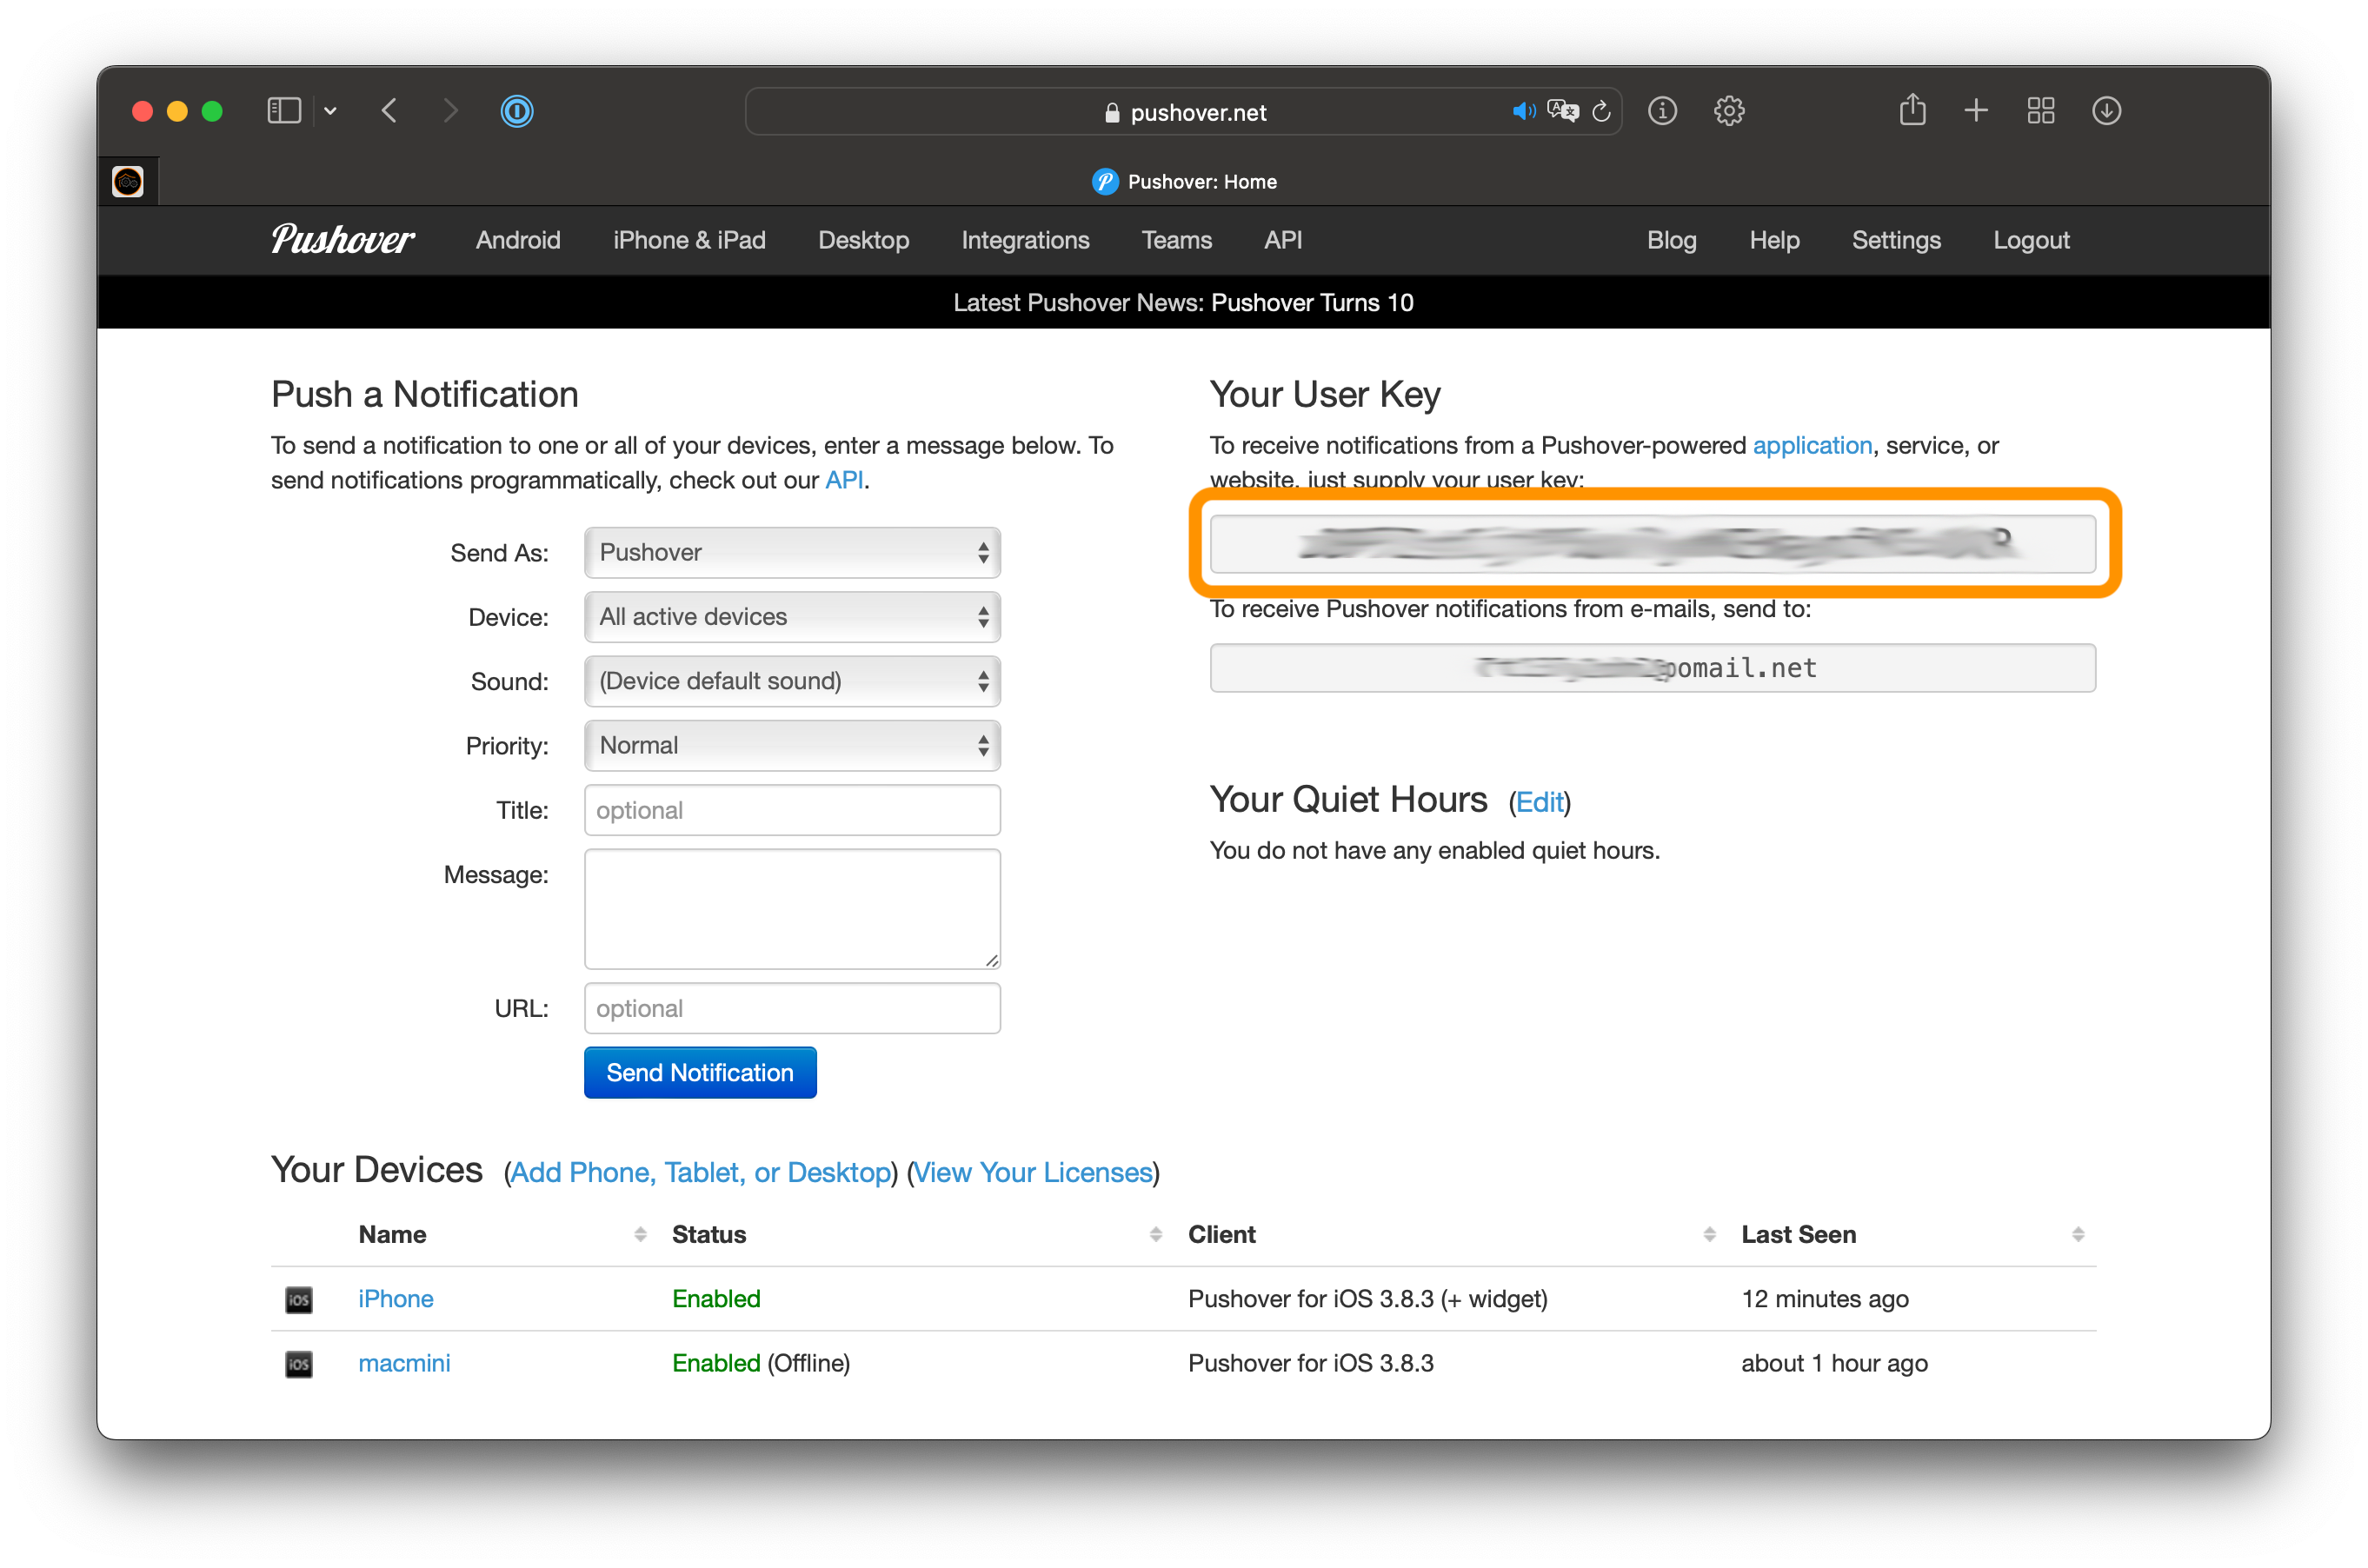 pushover.net
Pushover: Home
Pushover Android iPhone & iPad Desktop Integrations Teams API Blog Help Settings Logout
Latest Pushover News: Pushover Turns 10
Push a Notification
To send a notification to one or all of your devices, enter a message below. To
send notifications programmatically, check out our API.
Send As: Pushover
Device: All active devices
Sound: (Device default sound)
Priority: Normal
Title: optional
Message:
URL: optional
Send Notification
Your User Key
To receive notifications from a Pushover-powered application, service, or
website, just supply your user key:
To receive Pushover notifications from e-mails, send to:
pomail.net
Your Quiet Hours (Edit)
You do not have any enabled quiet hours.
Your Devices (Add Phone, Tablet, or Desktop) (View Your Licenses)
Name Status Client Last Seen
iOS iPhone Enabled Pushover for iOS 3.8.3 (+ widget) 12 minutes ago
iOS macmini Enabled (Offline) Pushover for iOS 3.8.3 about 1 hour ago